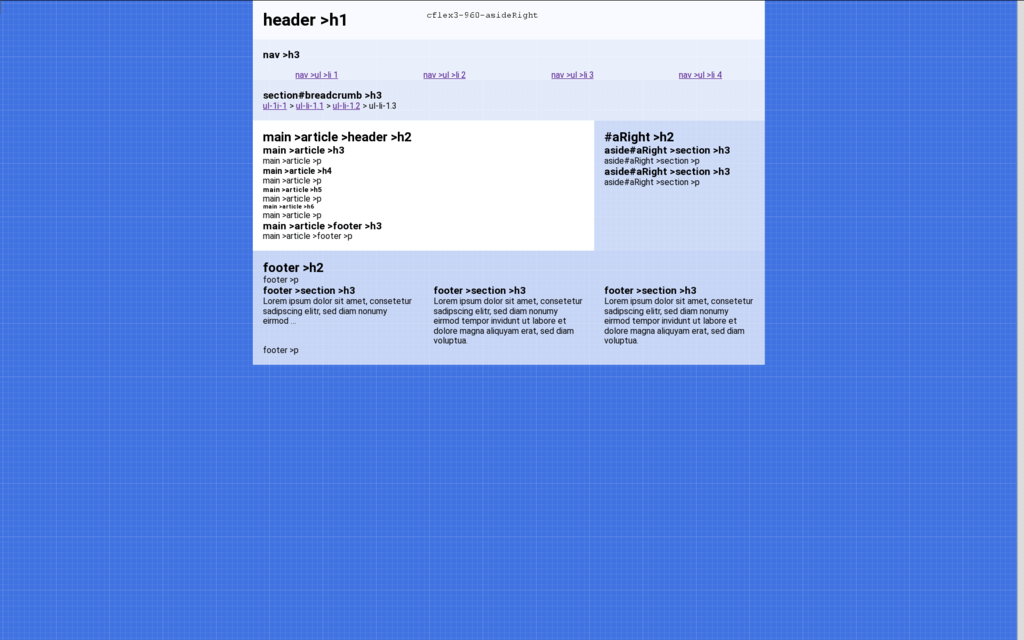 header >h1
cflex3-960-asideRight
nav >h3
nav >ul >li 1 nav >ul >li 2 nav >ul >li 3 nav >ul >li 4
section#breadcrumb >h3
ul-1i-1 > ul-li-1.1 > ul-li-1.2 > ul-li-1.3
main >article >header >h2
main >article >h3
main >article >p
main >article >h4
main >article >p
main >article >h5
main >article >p
main >article >h6
main >article >p
main >article >footer >h3
main >article >footer >p
#aRight >h2
aside#aRight >section >h3
aside#aRight >section >p
aside#aRight >section >h3
aside#aRight >section >p
footer >h2
footer >p
footer >section >h3
Lorem ipsum dolor sit amet, consetetur
sadipscing elitr, sed diam nonumy
eirmod ...
footer >section >h3
Lorem ipsum dolor sit amet, consetetur
sadipscing elitr, sed diam nonumy
eirmod tempor invidunt ut labore et
dolore magna aliquyam erat, sed diam
voluptua.
footer >section >h3
Lorem ipsum dolor sit amet, consetetur
sadipscing elitr, sed diam nonumy
eirmod tempor invidunt ut labore et
dolore magna aliquyam erat, sed diam
voluptua.
footer >p